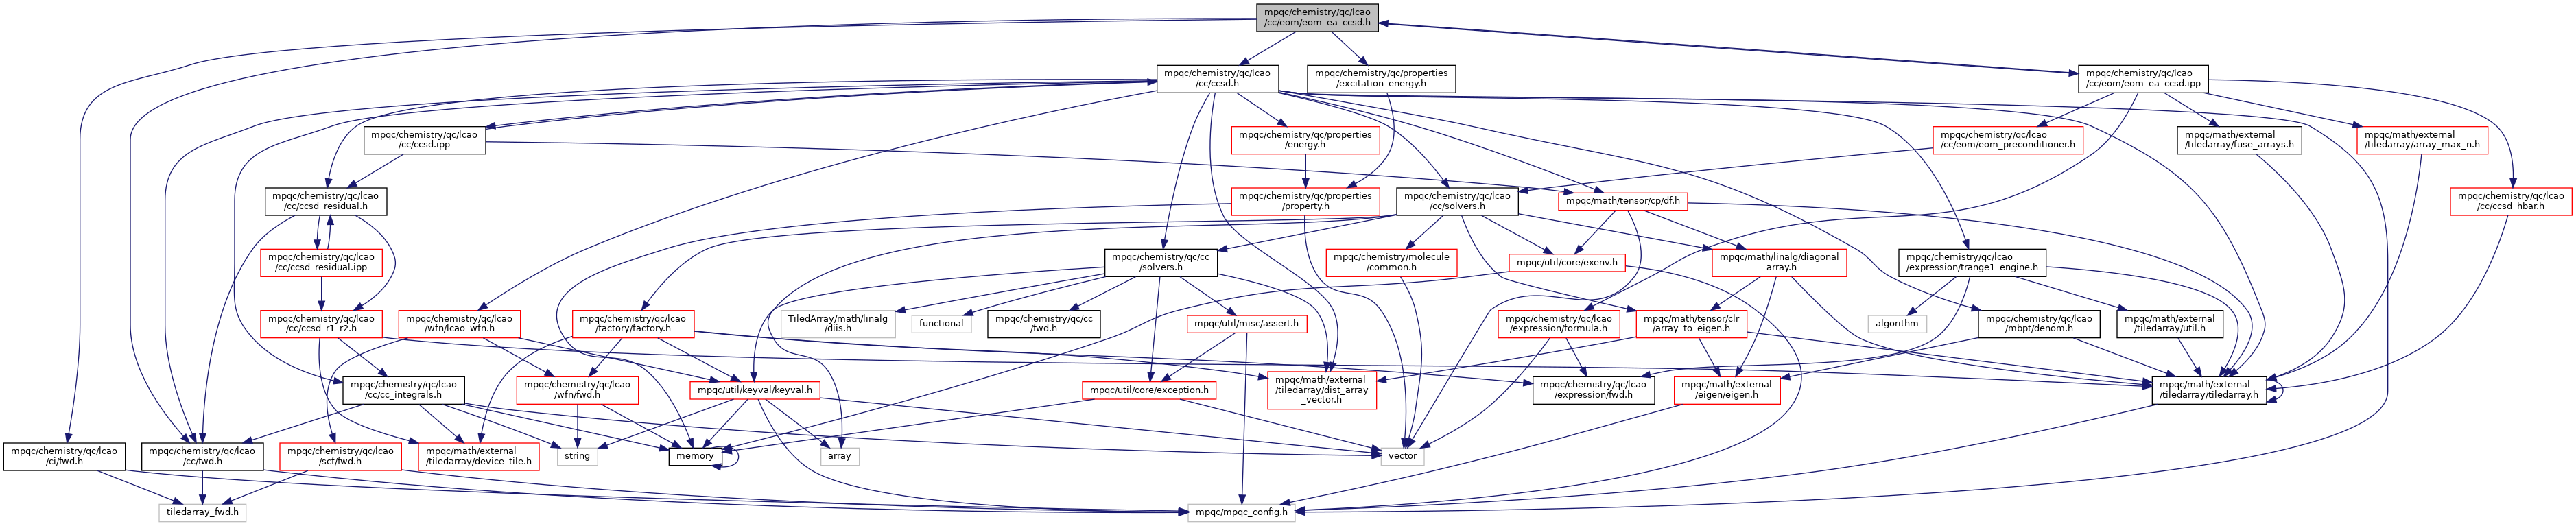 mpqc/chemistry/qc/lcao
/cc/eom/eom_ea_ccsd.h
mpqc/chemistry/qc/lcao
/cc/ccsd.h
mpqc/chemistry/qc/properties
/excitation_energy.h
mpqc/chemistry/qc/lcao
/cc/eom/eom_ea_ccsd.ipp
mpqc/chemistry/qc/lcao
/cc/ccsd.ipp
mpqc/chemistry/qc/properties
/energy.h
mpqc/chemistry/qc/lcao
/cc/eom/eom_preconditioner.h
mpqc/math/external
/tiledarray/fuse_arrays.h
mpqc/math/external
/tiledarray/array_max_n.h
mpqc/chemistry/qc/lcao
/cc/ccsd_residual.h
mpqc/chemistry/qc/properties
/property.h
mpqc/chemistry/qc/lcao
/cc/solvers.h
mpqc/math/tensor/cp/df.h
mpqc/chemistry/qc/lcao
/cc/ccsd_hbar.h
mpqc/chemistry/qc/lcao
/cc/ccsd_residual.ipp
mpqc/chemistry/qc/cc
/solvers.h
mpqc/chemistry/molecule
/common.h
mpqc/util/core/exenv.h
mpqc/math/linalg/diagonal
_array.h
mpqc/chemistry/qc/lcao
/expression/trange1_engine.h
mpqc/chemistry/qc/lcao
/cc/ccsd_r1_r2.h
mpqc/chemistry/qc/lcao
/wfn/lcao_wfn.h
mpqc/chemistry/qc/lcao
/factory/factory.h
TiledArray/math/linalg
/diis.h
functional
mpqc/chemistry/qc/cc
/fwd.h
mpqc/util/misc/assert.h
mpqc/chemistry/qc/lcao
/expression/formula.h
mpqc/math/tensor/clr
/array_to_eigen.h
algorithm
mpqc/chemistry/qc/lcao
/mbpt/denom.h
mpqc/math/external
/tiledarray/util.h
mpqc/chemistry/qc/lcao
/cc/cc_integrals.h
mpqc/chemistry/qc/lcao
/wfn/fwd.h
mpqc/util/keyval/keyval.h
mpqc/util/core/exception.h
mpqc/math/external
/tiledarray/dist_array
_vector.h
mpqc/chemistry/qc/lcao
/expression/fwd.h
mpqc/math/external
/eigen/eigen.h
mpqc/math/external
/tiledarray/tiledarray.h
mpqc/chemistry/qc/lcao
/ci/fwd.h
mpqc/chemistry/qc/lcao
/cc/fwd.h
mpqc/chemistry/qc/lcao
/scf/fwd.h
mpqc/math/external
/tiledarray/device_tile.h
string
memory
array
vector
tiledarray_fwd.h
mpqc/mpqc_config.h